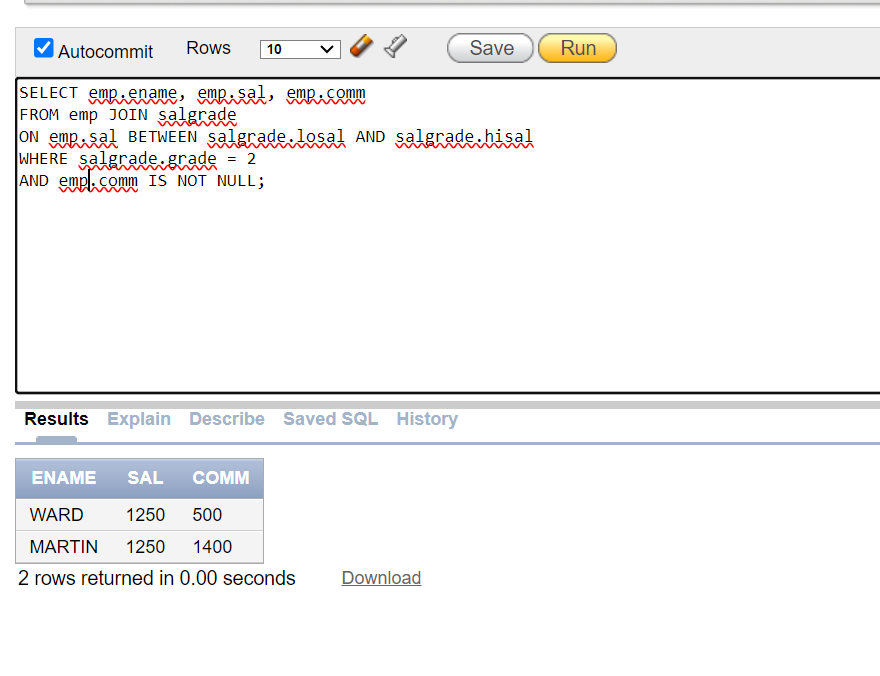 Autocommit Rows 10 Save Run
SELECT emp.ename, emp.sal, emp.comm
FROM emp JOIN salgrade
ON emp.sal BETWEEN salgrade.losal AND salgrade.hisal
WHERE salgrade.grade = 2
AND emp.comm IS NOT NULL;
Results Explain Describe Saved SQL History
ENAME SAL COMM
WARD 1250 500
MARTIN 1250 1400
2 rows returned in 0.00 seconds Download